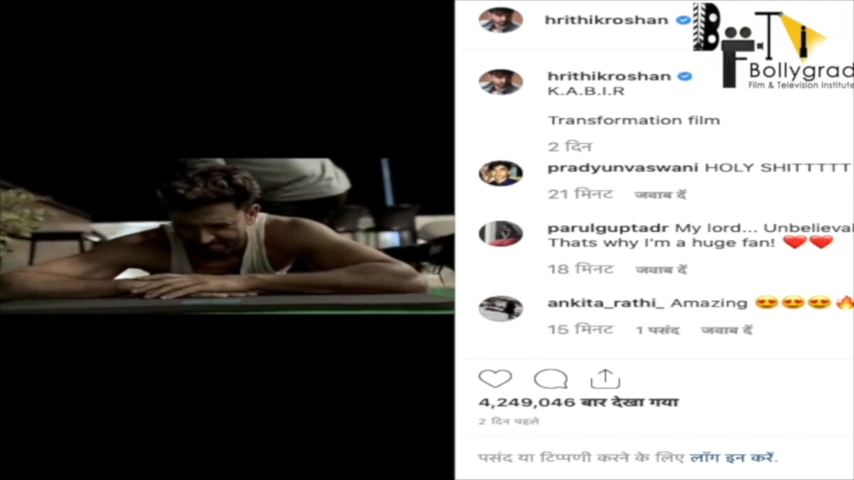 hrithikroshan
Bollygrad
Film & Television Institute
hrithikroshan
K.A.B.I.R
Transformation film
2 दिन
pradyunvaswani HOLY SHITTTTT
21 मिनट जवाब दें
parulguptadr My lord... Unbelieval
Thats why I'm a huge fan! ❤️❤️
18 मिनट जवाब दें
ankita_rathi_ Amazing 😍😍😍🔥
15 मिनट 1 पसंद जवाब दें
4,249,046 बार देखा गया
2 दिन पहले
पसंद या टिप्पणी करने के लिए लॉग इन करें.